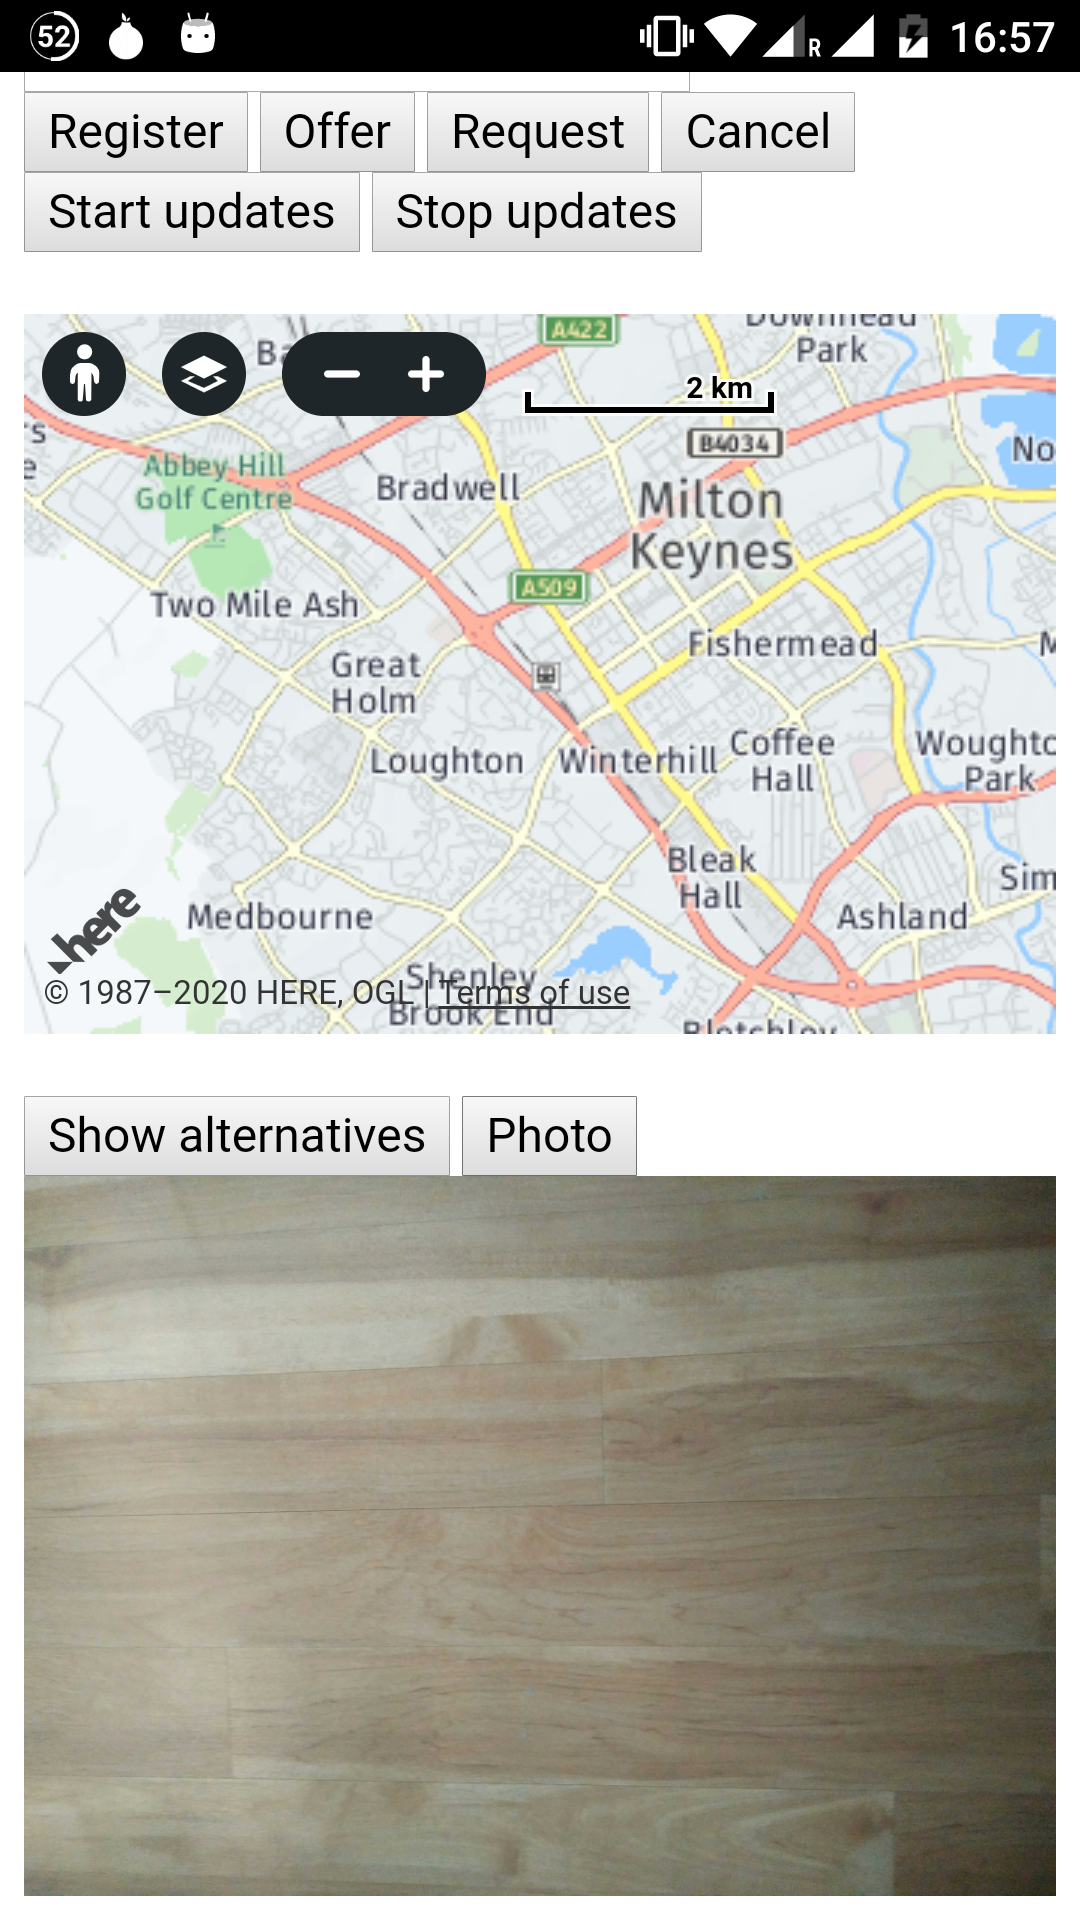 52 R 16:57
Register Offer Request Cancel
Start updates Stop updates
A422
Park
2 km
B4034
No
Abbey Hill
Golf Centre
Bradwell
Milton
Keynes
A509
Two Mile Ash
Fishermead
Great
Holm
Loughton
Winterhill
Coffee
Hall
Park
Bleak
Hall
Medbourne
Ashland
here
Shenley
Brook End
© 1987–2020 HERE, OGL | Terms of use
Bletchley
Show alternatives Photo